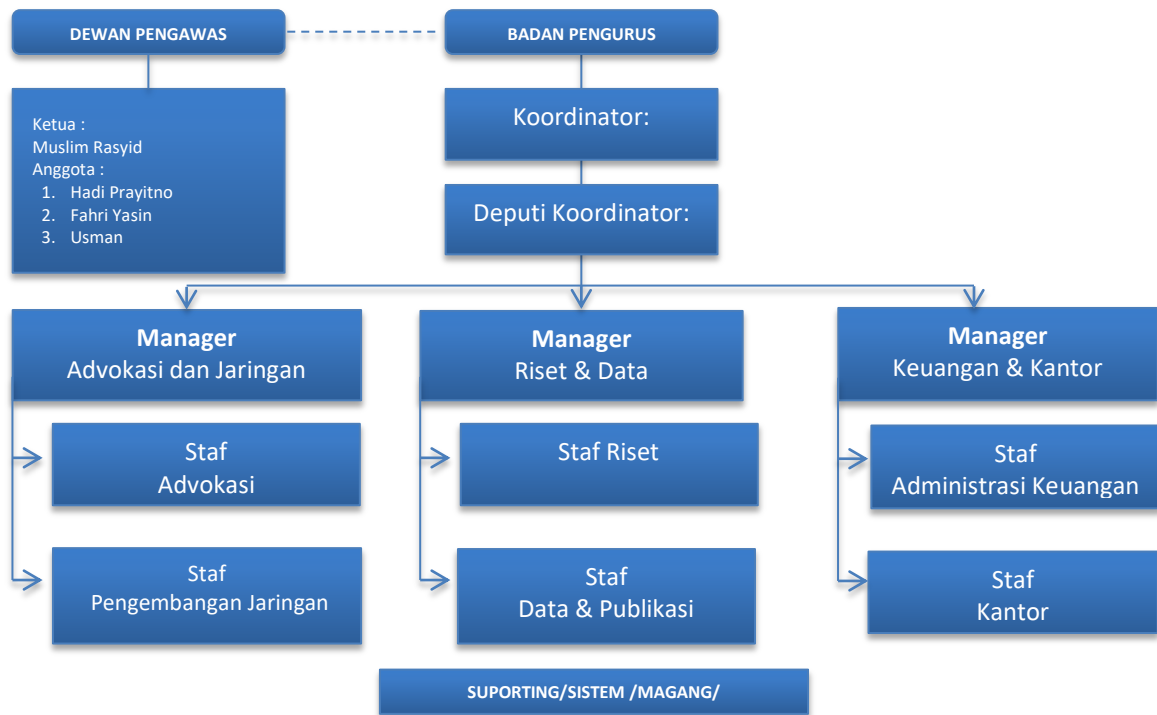 DEWAN PENGAWAS
BADAN PENGURUS
Ketua :
Muslim Rasyid
Anggota :
1. Hadi Prayitno
2. Fahri Yasin
3. Usman
Koordinator:
Deputi Koordinator:
Manager
Advokasi dan Jaringan
Manager
Riset & Data
Manager
Keuangan & Kantor
Staf
Advokasi
Staf Riset
Staf
Administrasi Keuangan
Staf
Pengembangan Jaringan
Staf
Data & Publikasi
Staf
Kantor
SUPORTING/SISTEM /MAGANG/